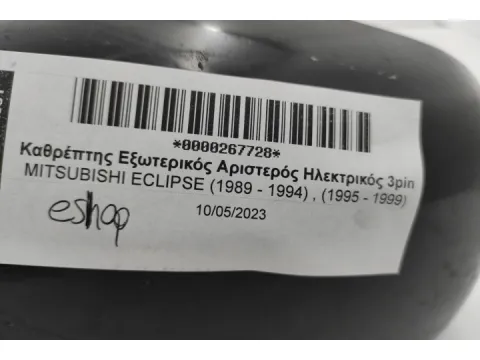 *0000267728*
Καθρέπτης Εξωτερικός Αριστερός Ηλεκτρικός 3pin
MITSUBISHI ECLIPSE (1989 - 1994) , (1995 - 1999)
eshop
10/05/2023